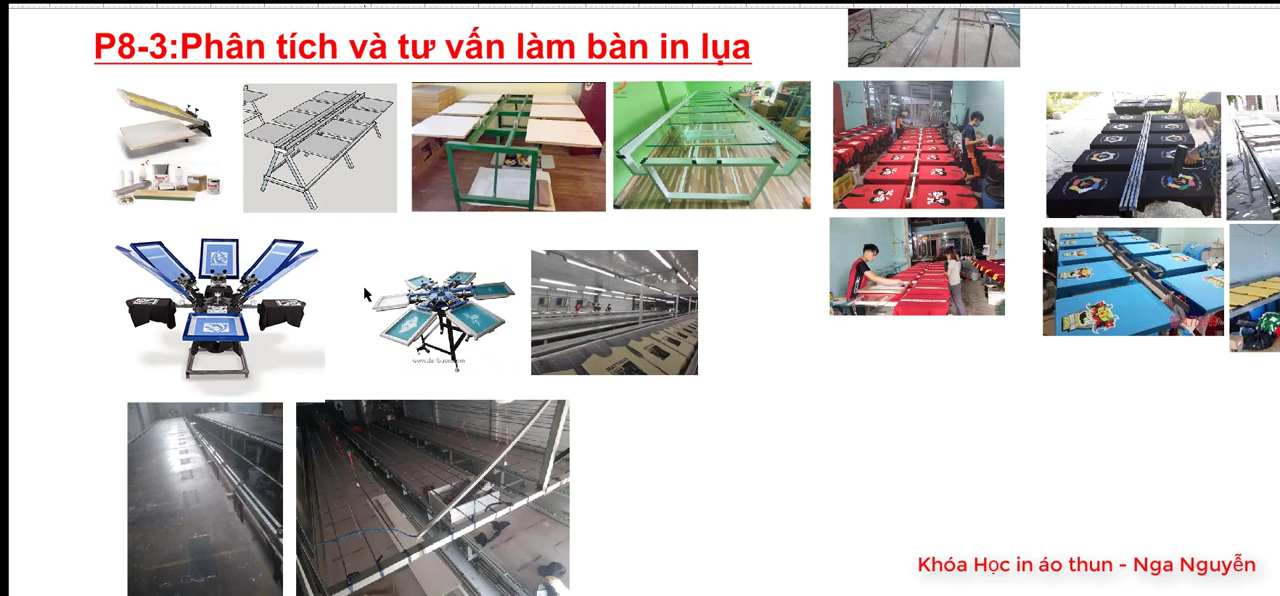 P8-3:Phân tích và tư vấn làm bàn in lụa
Khóa Học in áo thun - Nga Nguyễn